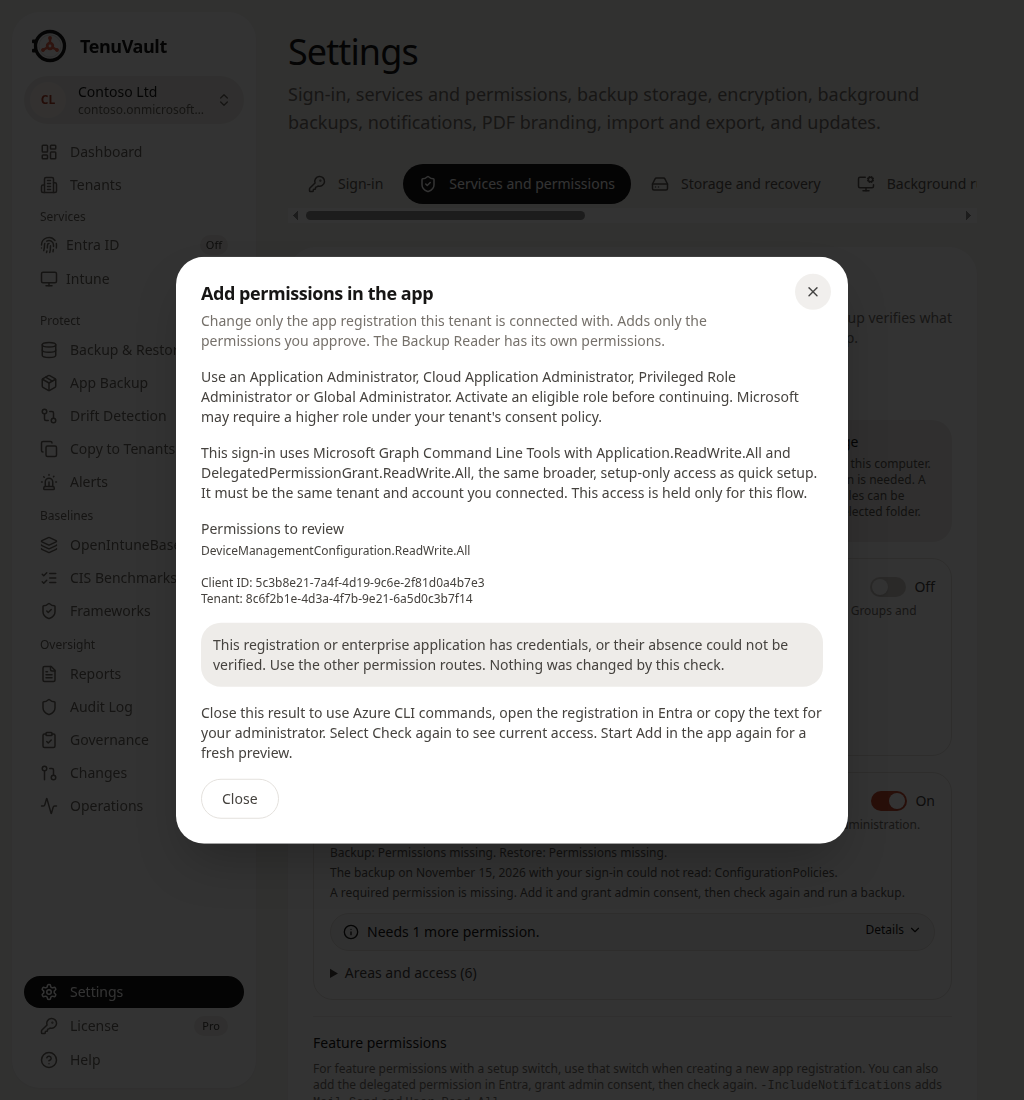 TenuVault
CL
Contoso Ltd
contoso.onmicrosoft...
Dashboard
Tenants
Services
Entra ID
Off
Intune
Protect
Backup & Restor
App Backup
Drift Detection
Copy to Tenants
Alerts
Baselines
OpenIntuneBase
CIS Benchmarks
Frameworks
Oversight
Reports
Audit Log
Governance
Changes
Operations
Settings
License
Pro
Help
Settings
Sign-in, services and permissions, backup storage, encryption, background
backups, notifications, PDF branding, import and export, and updates.
Sign-in
Services and permissions
Storage and recovery
Background r
up verifies what
Add permissions in the app
Change only the app registration this tenant is connected with. Adds only the
permissions you approve. The Backup Reader has its own permissions.
Use an Application Administrator, Cloud Application Administrator, Privileged Role
Administrator or Global Administrator. Activate an eligible role before continuing. Microsoft
may require a higher role under your tenant's consent policy.
This sign-in uses Microsoft Graph Command Line Tools with Application.ReadWrite.All and
DelegatedPermissionGrant.ReadWrite.All, the same broader, setup-only access as quick setup.
It must be the same tenant and account you connected. This access is held only for this flow.
Permissions to review
DeviceManagementConfiguration.ReadWrite.All
Client ID: 5c3b8e21-7a4f-4d19-9c6e-2f81d0a4b7e3
Tenant: 8c6f2b1e-4d3a-4f7b-9e21-6a5d0c3b7f14
This registration or enterprise application has credentials, or their absence could not be
verified. Use the other permission routes. Nothing was changed by this check.
Close this result to use Azure CLI commands, open the registration in Entra or copy the text for
your administrator. Select Check again to see current access. Start Add in the app again for a
fresh preview.
Close
this computer.
n is needed. A
es can be
lected folder.
Off
Groups and
On
ministration.
Backup: Permissions missing. Restore: Permissions missing.
The backup on November 15, 2026 with your sign-in could not read: ConfigurationPolicies.
A required permission is missing. Add it and grant admin consent, then check again and run a backup.
Needs 1 more permission.
Details
Areas and access (6)
Feature permissions
For feature permissions with a setup switch, use that switch when creating a new app registration. You can also
add the delegated permission in Entra, grant admin consent, then check again. -IncludeNotifications adds